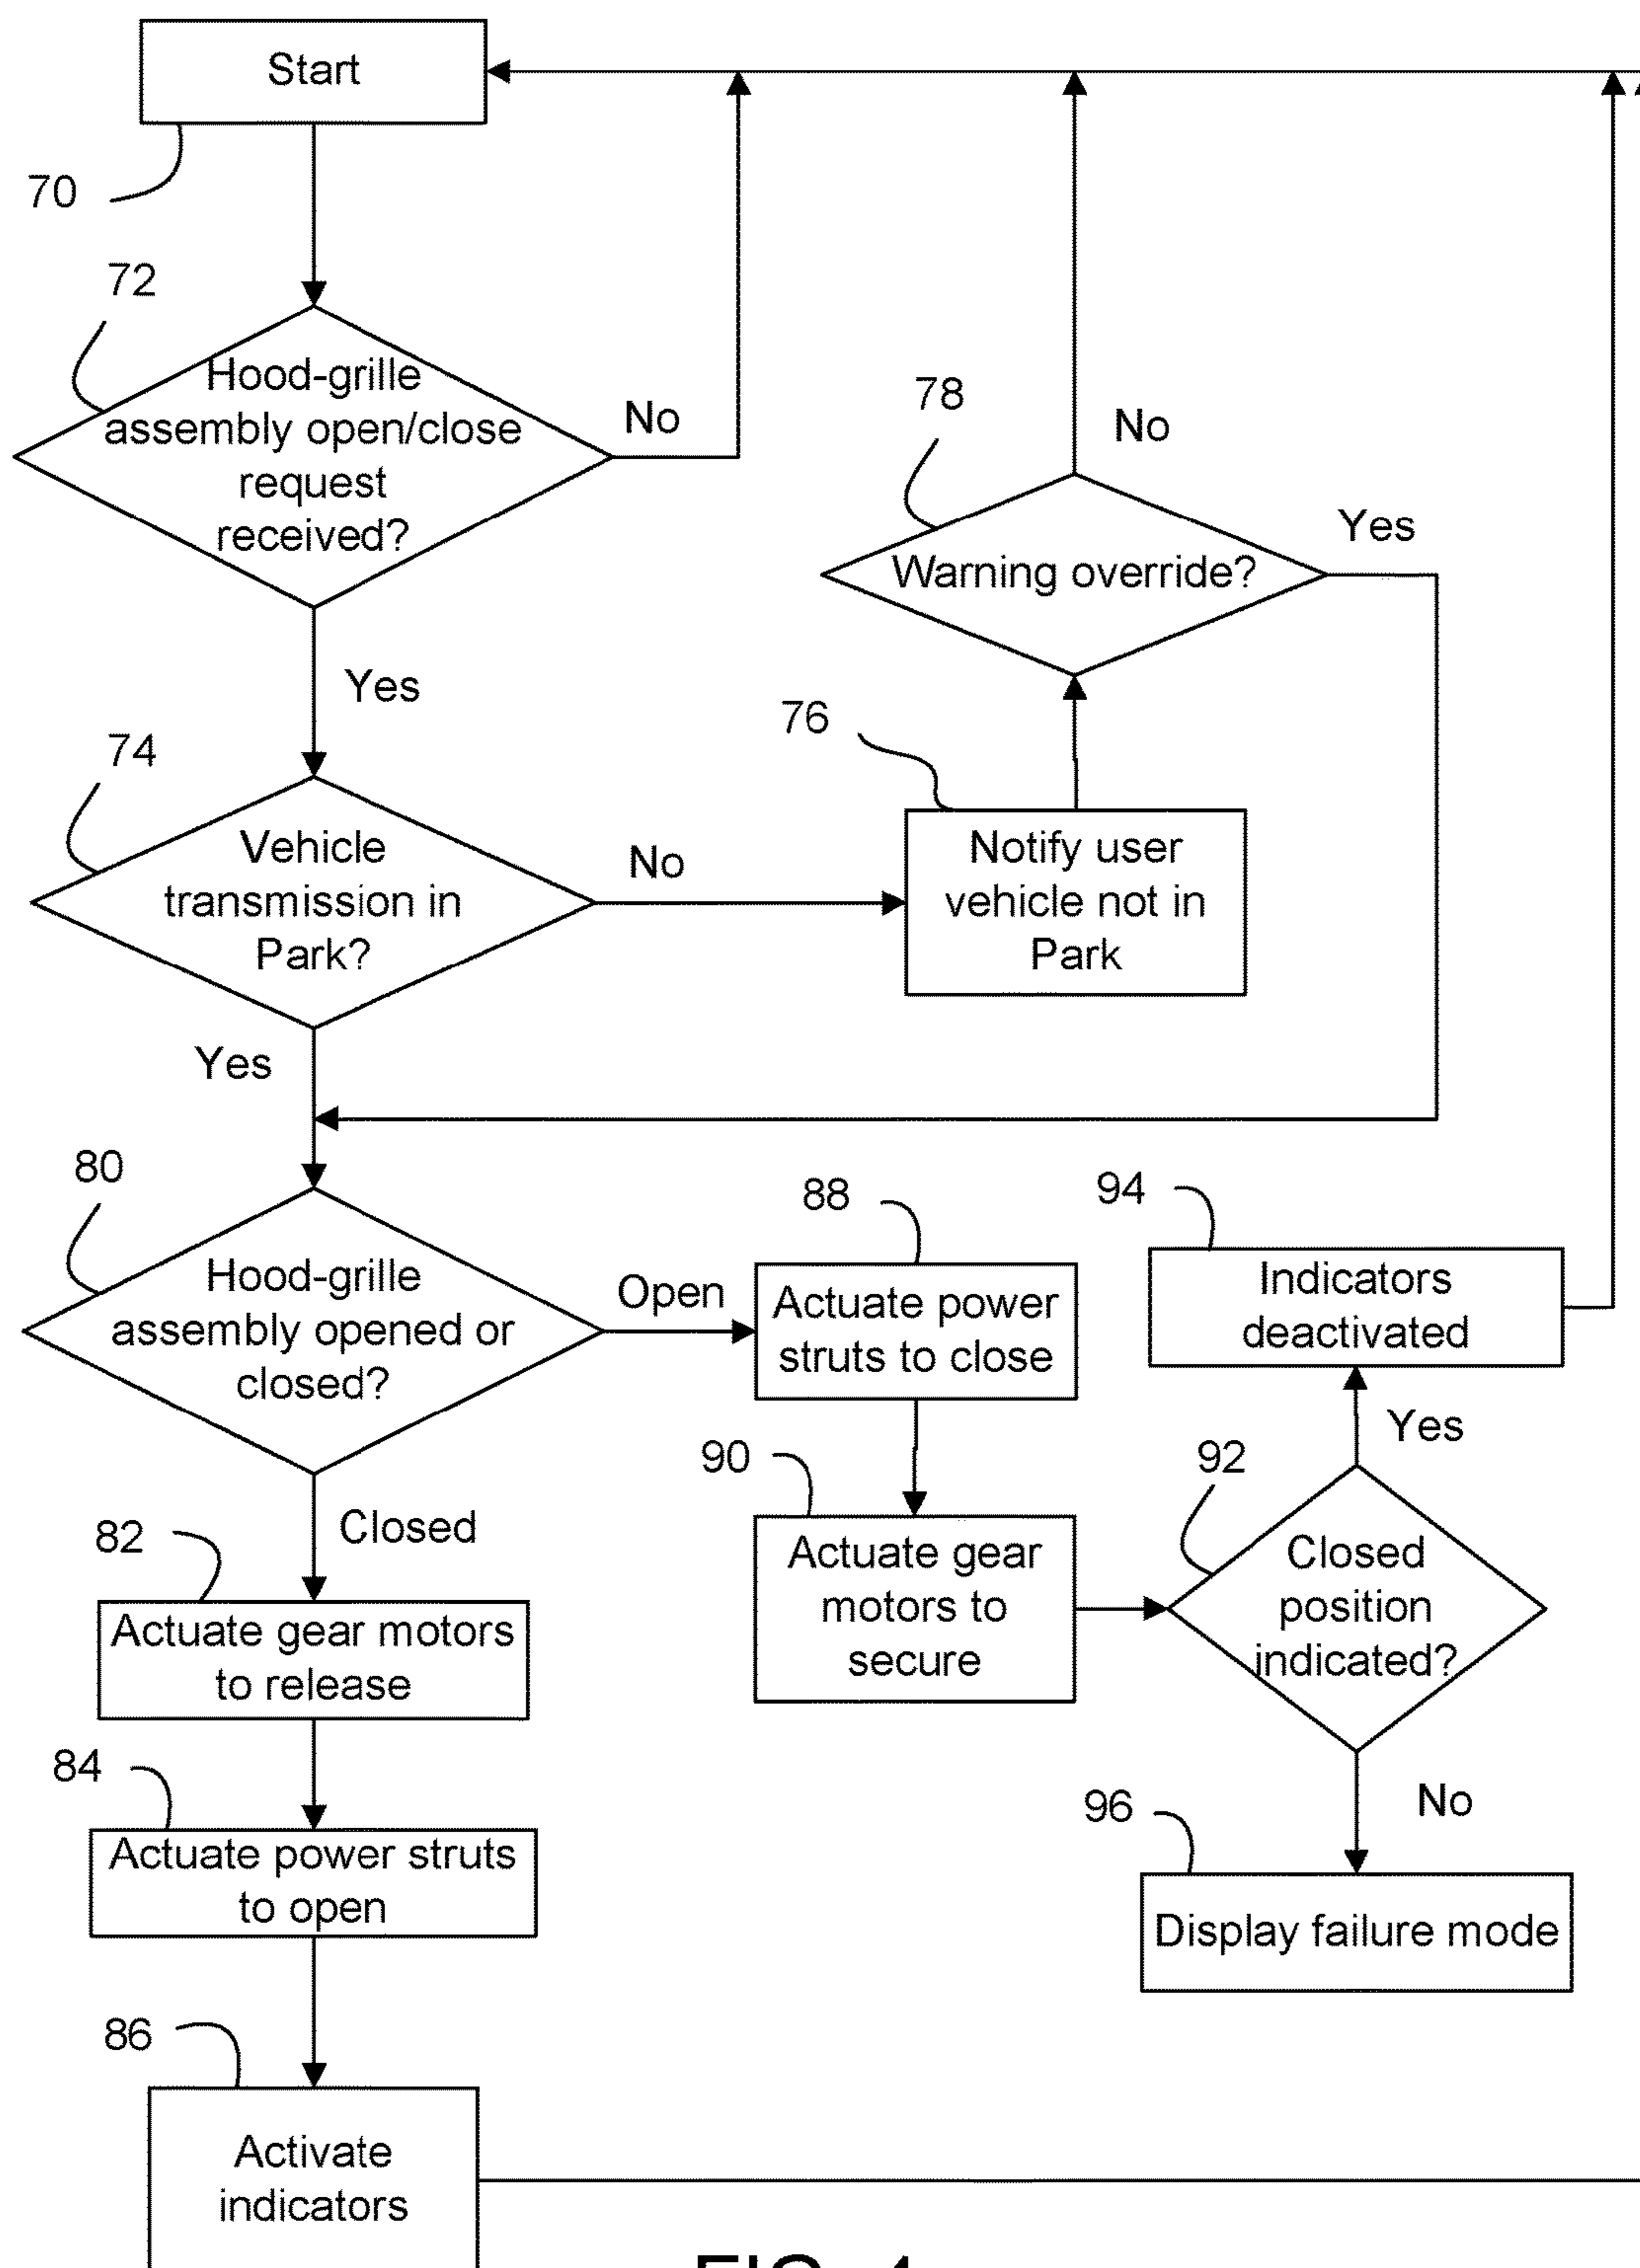 Start
70
72
Hood-grille
assembly open/close
request
received?
No
78
No
Yes
Warning override?
Yes
76
74
Vehicle
transmission in
Park?
No
Notify user
vehicle not in
Park
Yes
80
Hood-grille
assembly opened or
closed?
Open
88
Actuate power
struts to close
94
Indicators
deactivated
Yes
90
Actuate gear
motors to
secure
92
Closed
position
indicated?
Closed
82
Actuate gear motors
to release
84
Actuate power struts
to open
No
96
Display failure mode
86
Activate
indicators